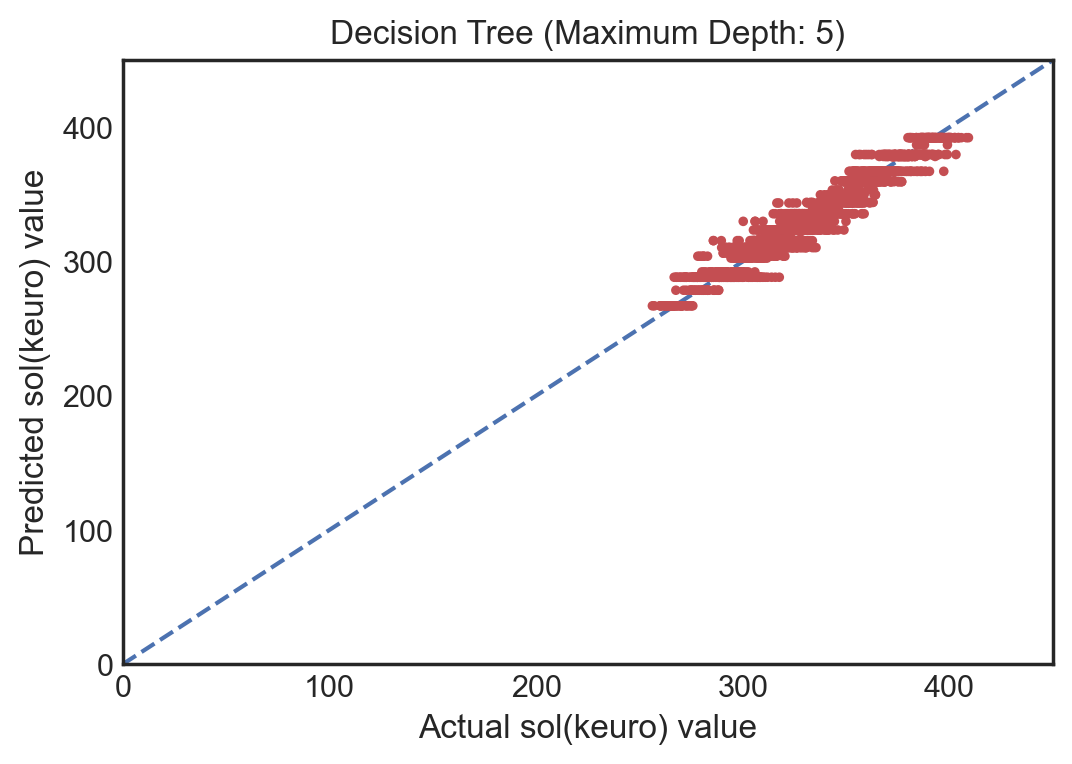 Decision Tree (Maximum Depth: 5)
Predicted sol(keuro) value
400
300
200
100
0
0 100 200 300 400
Actual sol(keuro) value